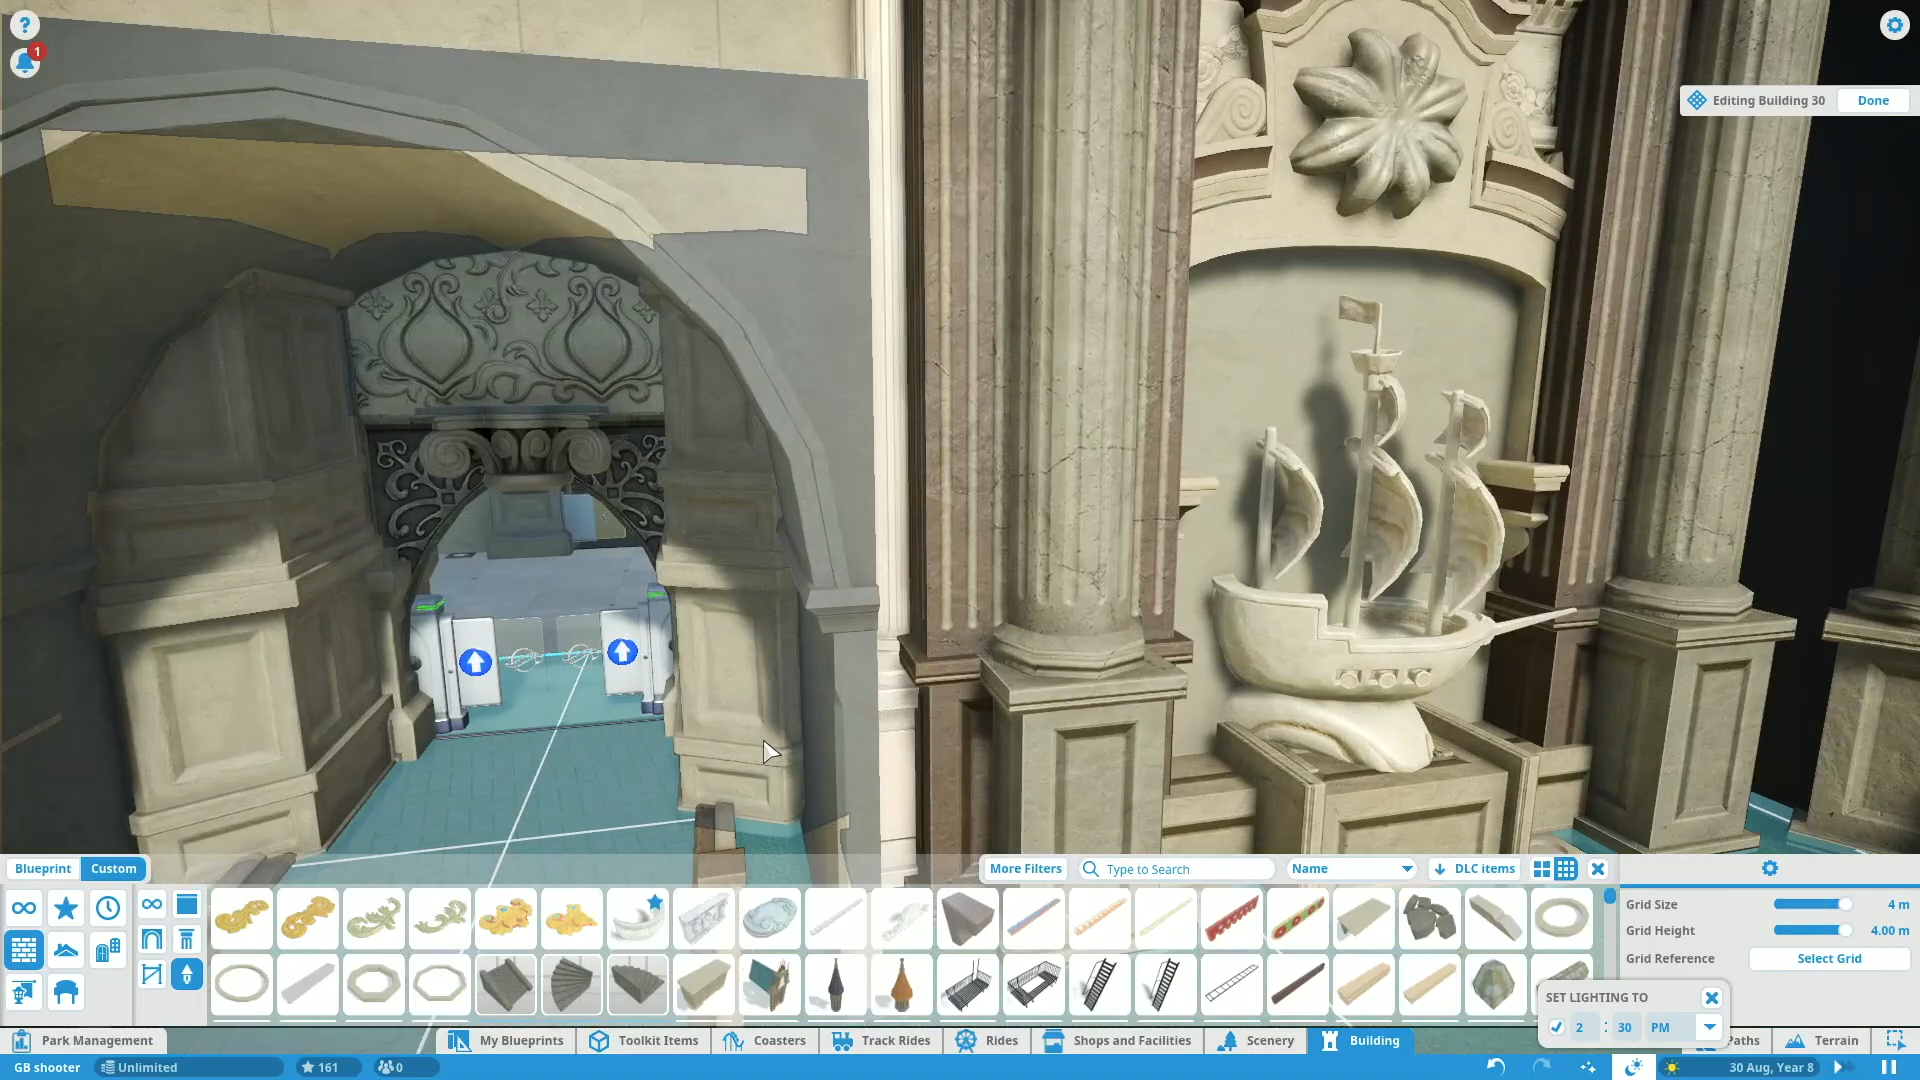 ?
1
Editing Building 30
Done
Blueprint
Custom
More Filters
Type to Search
Name
DLC items
Grid Size
4 m
Grid Height
4.00 m
Grid Reference
Select Grid
SET LIGHTING TO
2 : 30 PM
Park Management
My Blueprints
Toolkit Items
Coasters
Track Rides
Rides
Shops and Facilities
Scenery
Building
Paths
Terrain
GB shooter
Unlimited
161
0
30 Aug, Year 8